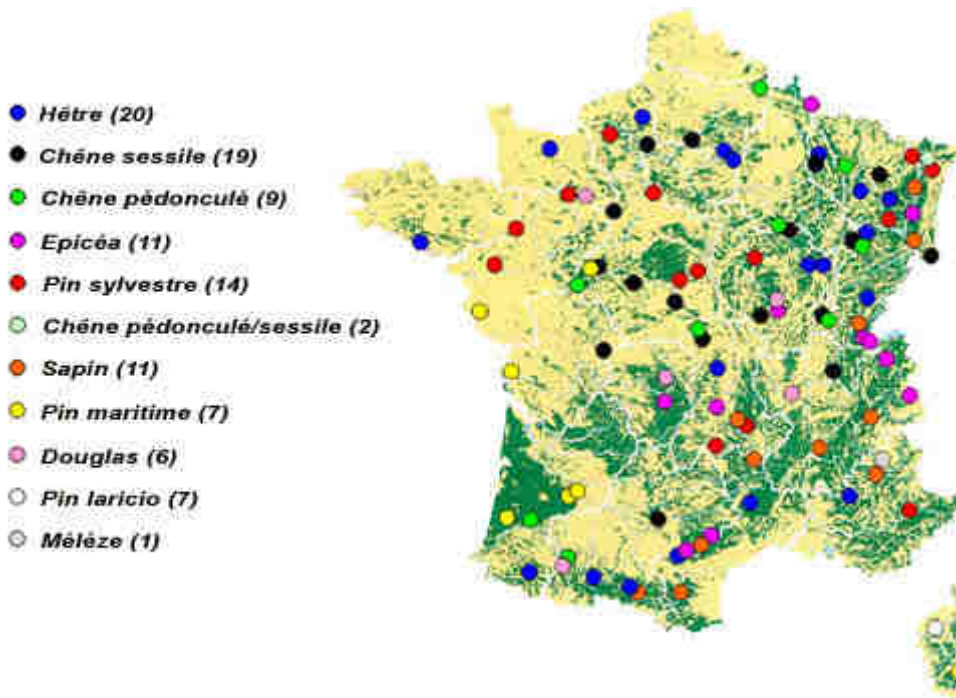 Hêtre (20)
Chêne sessile (19)
Chêne pédonculé (9)
Epicéa (11)
Pin sylvestre (14)
Chêne pédonculé/sessile (2)
Sapin (11)
Pin maritime (7)
Douglas (6)
Pin laricio (7)
Mélèze (1)